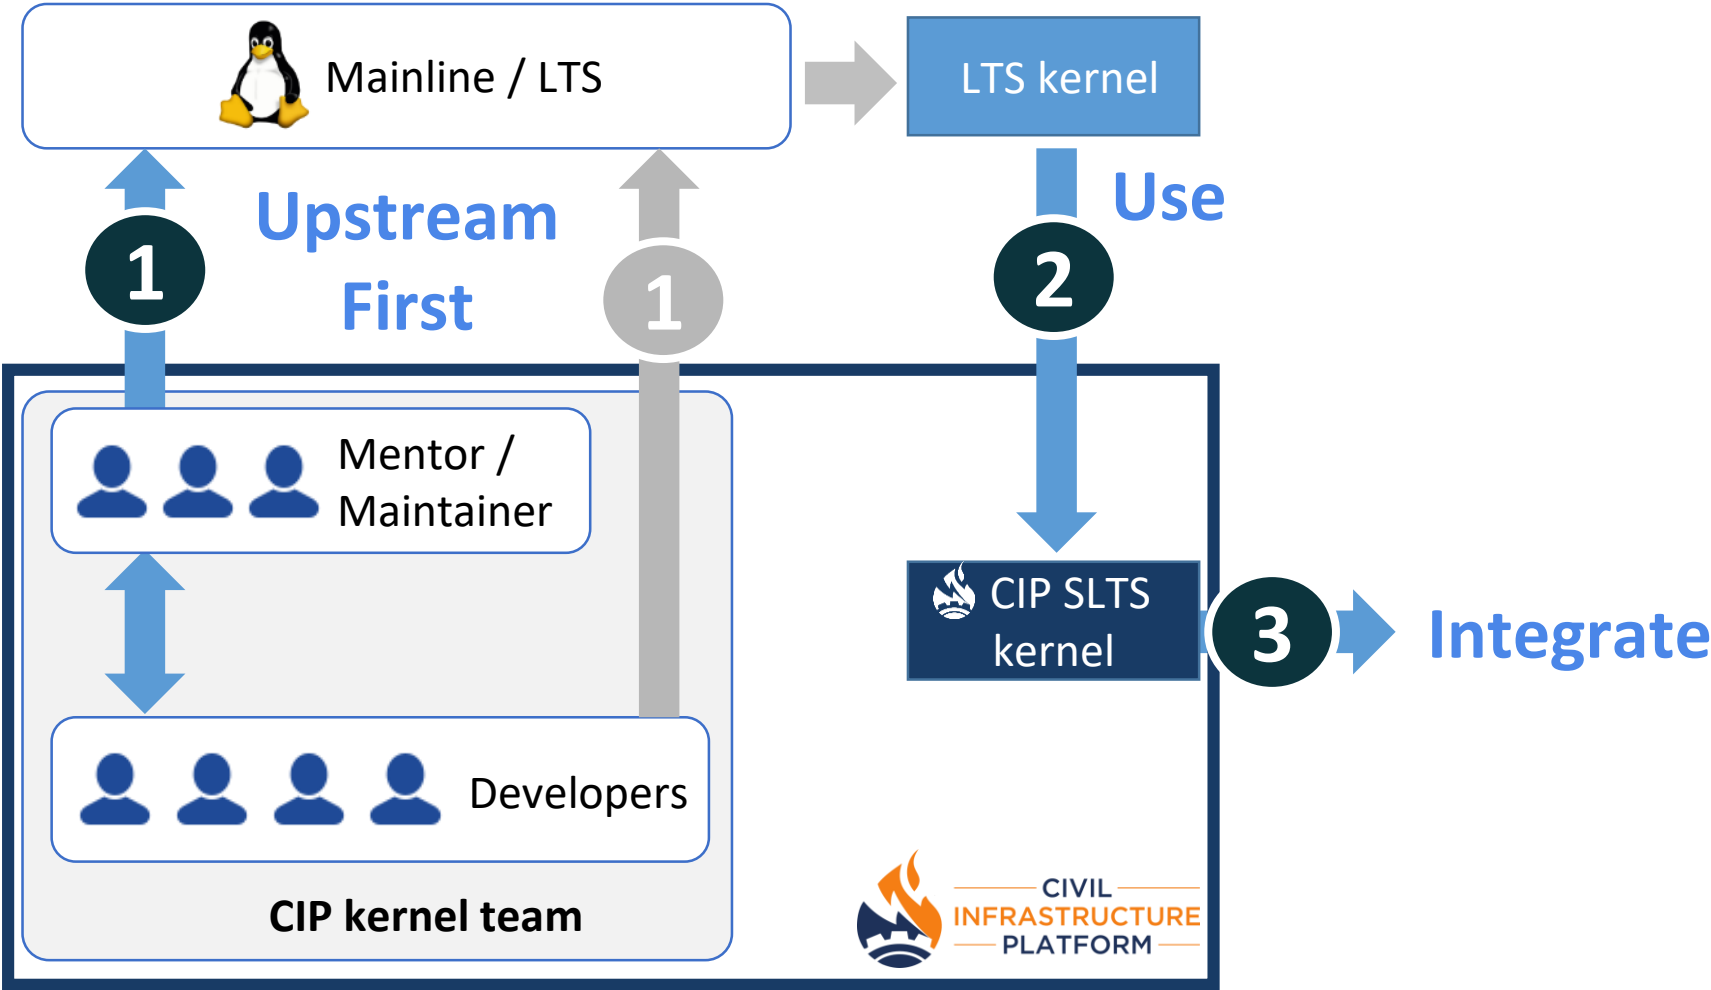 Mainline / LTS
LTS kernel
Upstream
First
Use
1
1
2
Mentor /
Maintainer
CIP SLTS
kernel
3
Integrate
Developers
CIP kernel team
CIVIL
INFRASTRUCTURE
PLATFORM